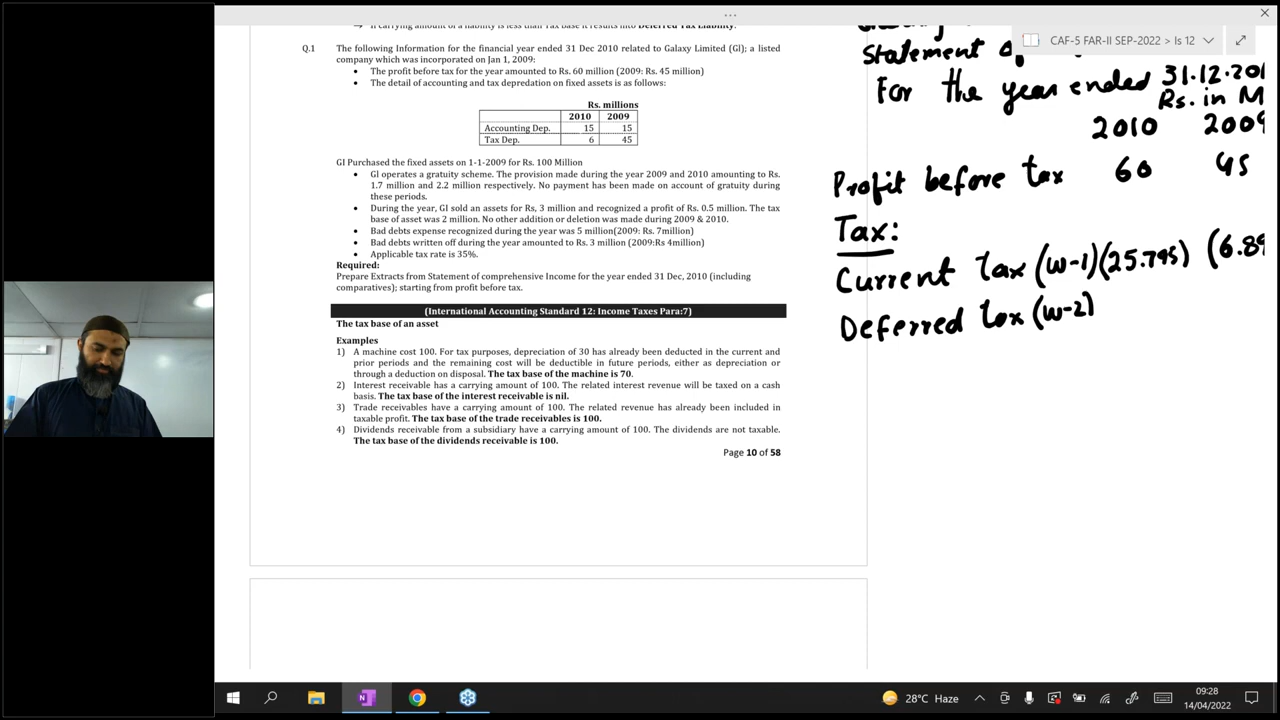 → If carrying amount of a liability is less than Tax base it results into Deferred Tax Liability.
Q.1 The following Information for the financial year ended 31 Dec 2010 related to Galaxy Limited (Gl); a listed
company which was incorporated on Jan 1, 2009:
• The profit before tax for the year amounted to Rs. 60 million (2009: Rs. 45 million)
• The detail of accounting and tax depredation on fixed assets is as follows:
Rs. millions
2010 2009
Accounting Dep. 15 15
Tax Dep. 6 45
GI Purchased the fixed assets on 1-1-2009 for Rs. 100 Million
• GI operates a gratuity scheme. The provision made during the year 2009 and 2010 amounting to Rs.
1.7 million and 2.2 million respectively. No payment has been made on account of gratuity during
these periods.
• During the year, GI sold an assets for Rs, 3 million and recognized a profit of Rs. 0.5 million. The tax
base of asset was 2 million. No other addition or deletion was made during 2009 & 2010.
• Bad debts expense recognized during the year was 5 million(2009: Rs. 7million)
• Bad debts written off during the year amounted to Rs. 3 million (2009:Rs 4million)
• Applicable tax rate is 35%.
Required:
Prepare Extracts from Statement of comprehensive Income for the year ended 31 Dec, 2010 (including
comparatives); starting from profit before tax.
(International Accounting Standard 12: Income Taxes Para:7)
The tax base of an asset
Examples
1) A machine cost 100. For tax purposes, depreciation of 30 has already been deducted in the current and
prior periods and the remaining cost will be deductible in future periods, either as depreciation or
through a deduction on disposal. The tax base of the machine is 70.
2) Interest receivable has a carrying amount of 100. The related interest revenue will be taxed on a cash
basis. The tax base of the interest receivable is nil.
3) Trade receivables have a carrying amount of 100. The related revenue has already been included in
taxable profit. The tax base of the trade receivables is 100.
4) Dividends receivable from a subsidiary have a carrying amount of 100. The dividends are not taxable.
The tax base of the dividends receivable is 100.
Page 10 of 58
CAF-5 FAR-II SEP-2022 > Is 12
Statement
For the year ended 31.12.201
Rs. in M
2010 2009
Profit before tax 60 45
Tax:
Current tax (w-1) (25.795) (6.89
Deferred tax (w-2)
28°C Haze
09:28
14/04/2022